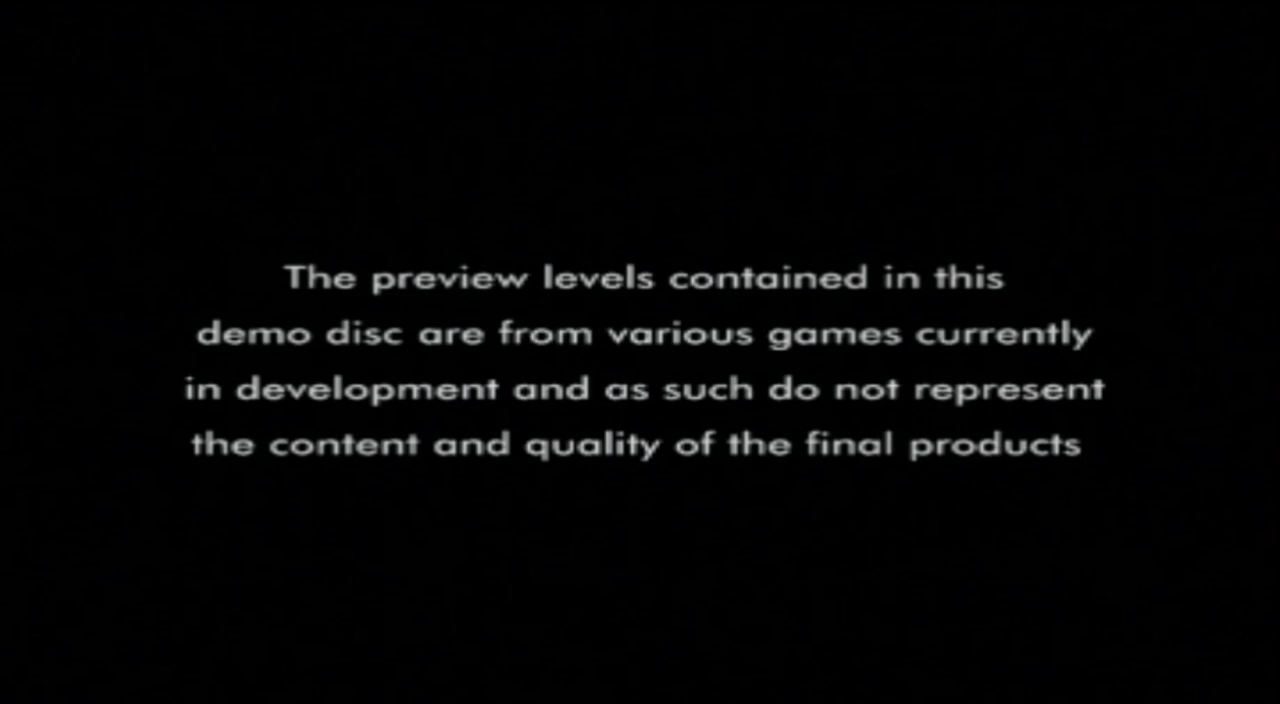 The preview levels contained in this
demo disc are from various games currently
in development and as such do not represent
the content and quality of the final products